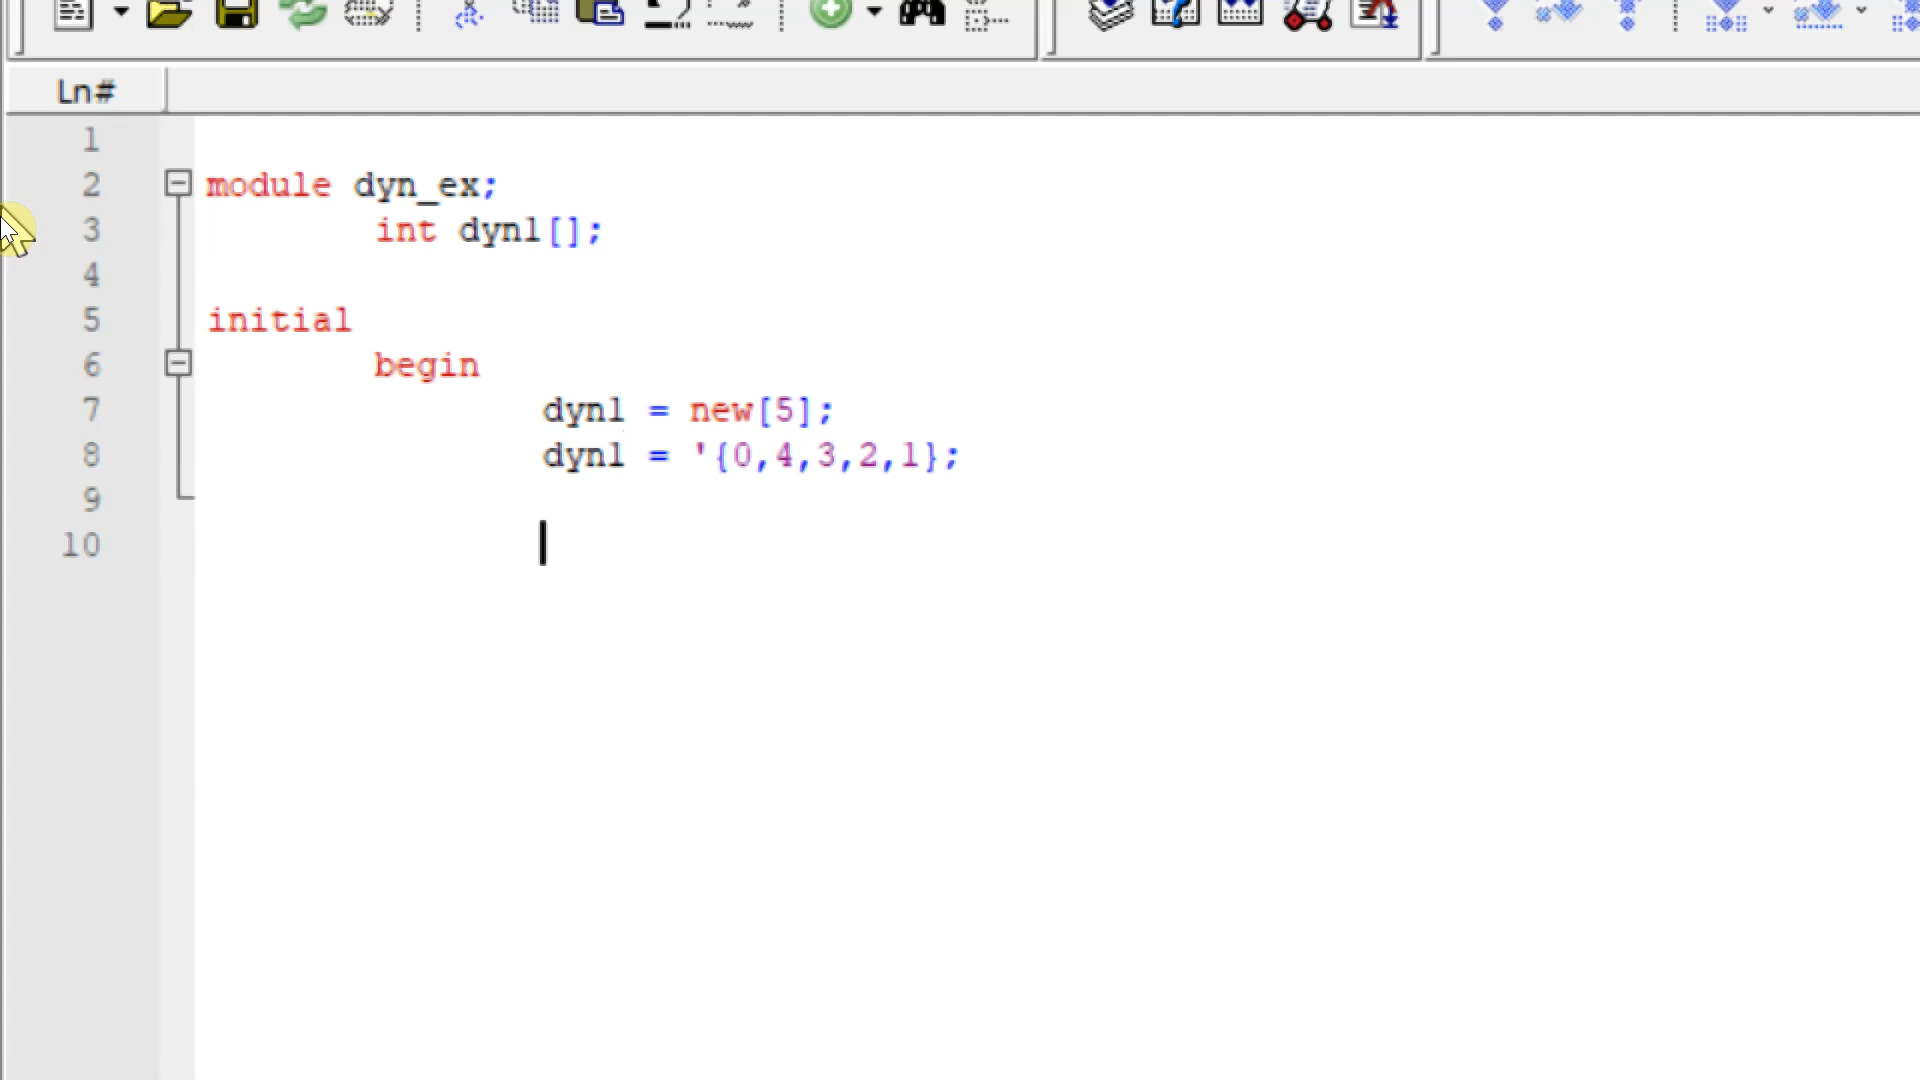 Ln#
1
2 module dyn_ex;
3 int dyn1[];
4
5 initial
6 begin
7 dyn1 = new[5];
8 dyn1 = '{0,4,3,2,1};
9
10